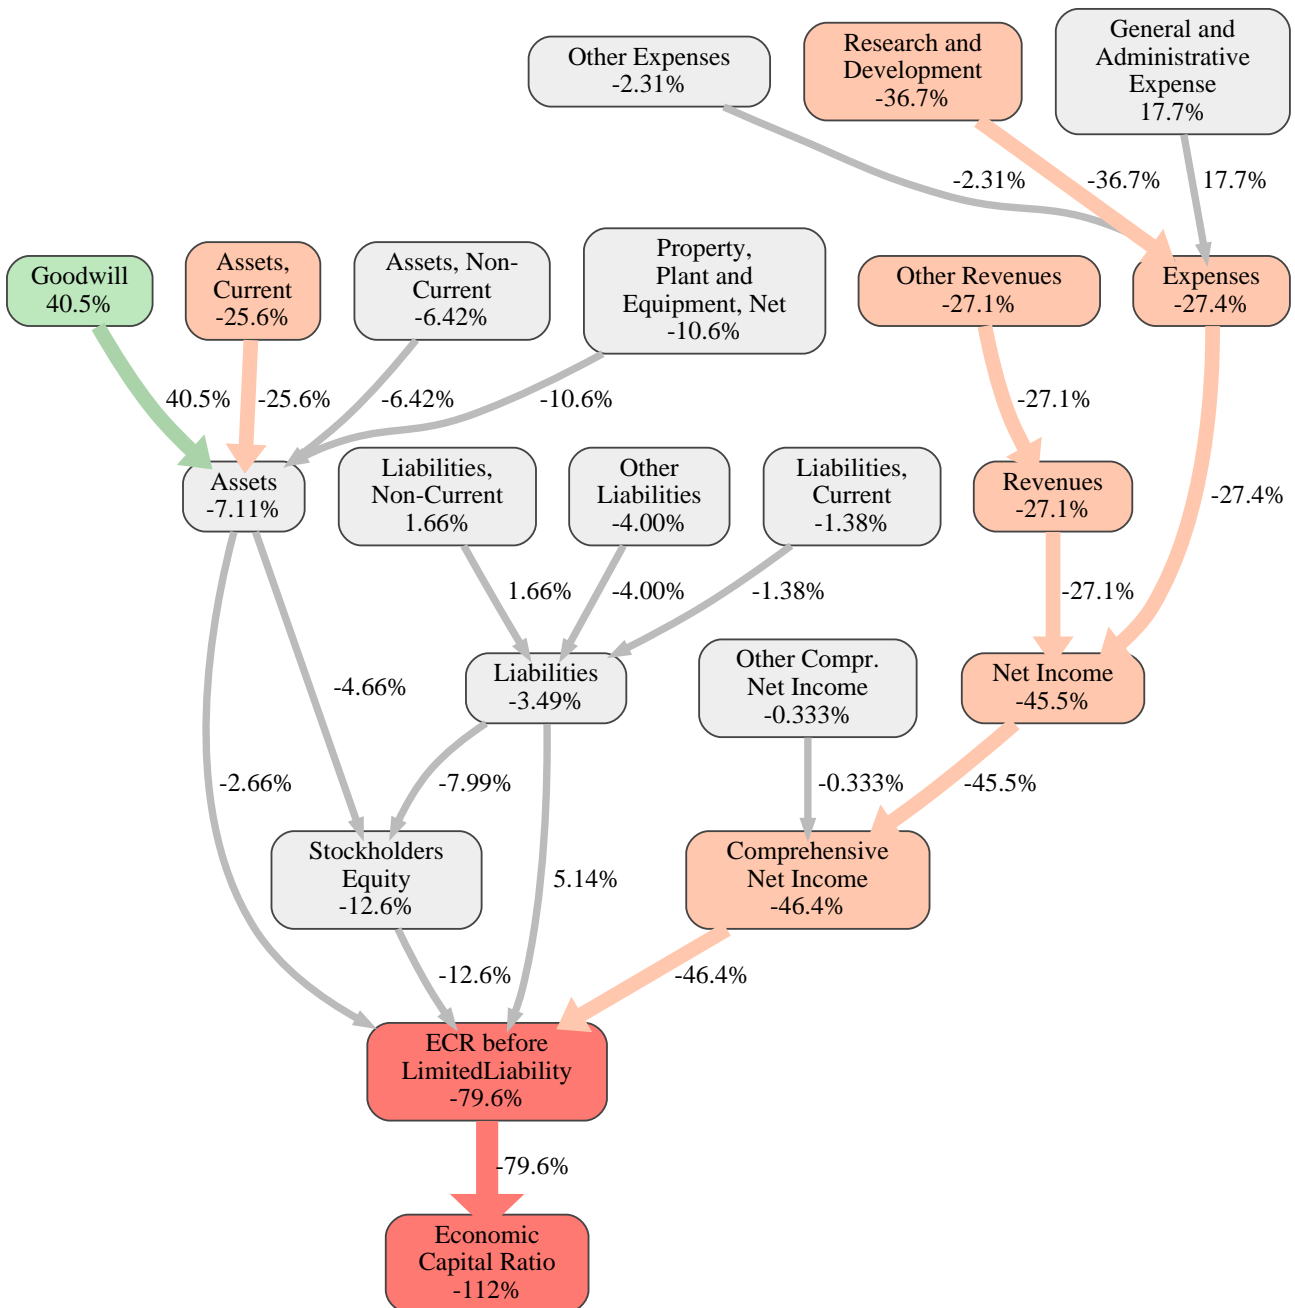 Other Expenses
-2.31%
Research and
Development
-36.7%
General and
Administrative
Expense
17.7%
-2.31%
-36.7%
17.7%
Goodwill
40.5%
Assets,
Current
-25.6%
Assets, Non-
Current
-6.42%
Property,
Plant and
Equipment, Net
-10.6%
Other Revenues
-27.1%
Expenses
-27.4%
40.5%
-25.6%
-6.42%
-10.6%
-27.1%
-27.4%
Assets
-7.11%
Liabilities,
Non-Current
1.66%
Other
Liabilities
-4.00%
Liabilities,
Current
-1.38%
Revenues
-27.1%
1.66%
-4.00%
-1.38%
-27.1%
Liabilities
-3.49%
Other Compr.
Net Income
-0.333%
Net Income
-45.5%
-4.66%
-2.66%
-7.99%
-0.333%
-45.5%
Stockholders
Equity
-12.6%
5.14%
Comprehensive
Net Income
-46.4%
-12.6%
-46.4%
ECR before
LimitedLiability
-79.6%
-79.6%
Economic
Capital Ratio
-112%